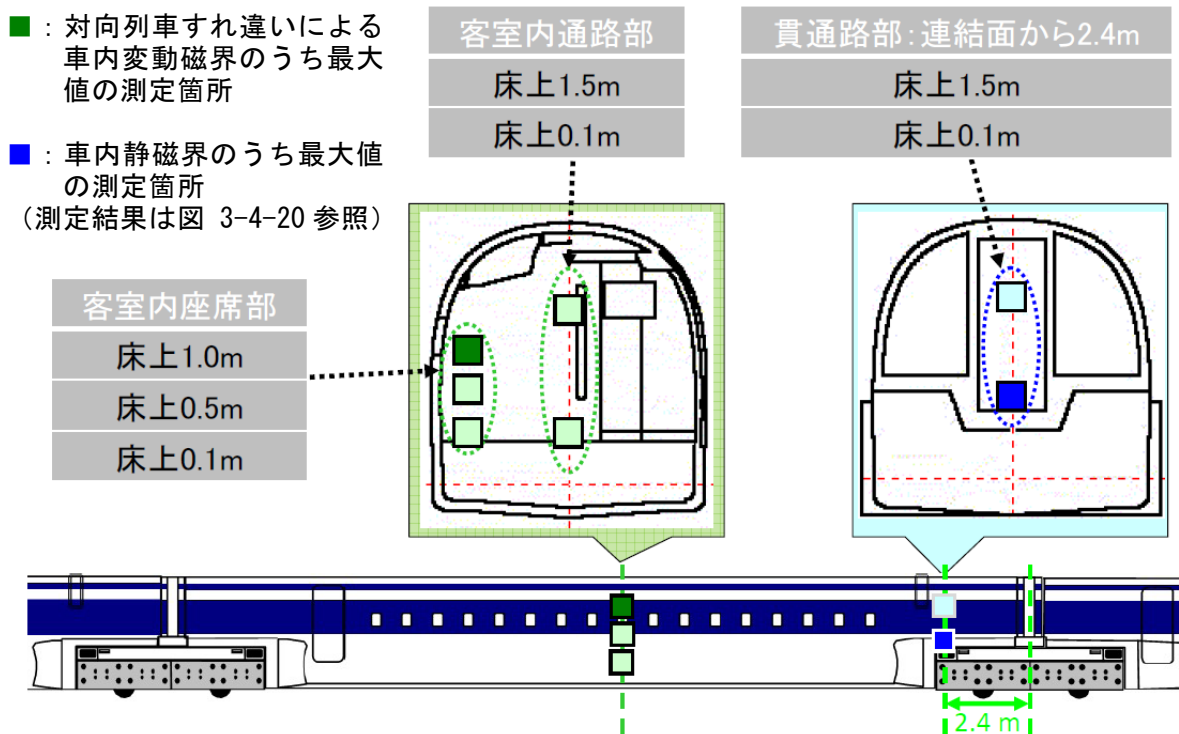 ■：対向列車すれ違いによる
車内変動磁界のうち最大
値の測定箇所
■：車内静磁界のうち最大値
の測定箇所
（測定結果は図 3-4-20 参照）
客室内通路部
床上1.5m
床上0.1m
貫通路部:連結面から2.4m
床上1.5m
床上0.1m
客室内座席部
床上1.0m
床上0.5m
床上0.1m
2.4 m